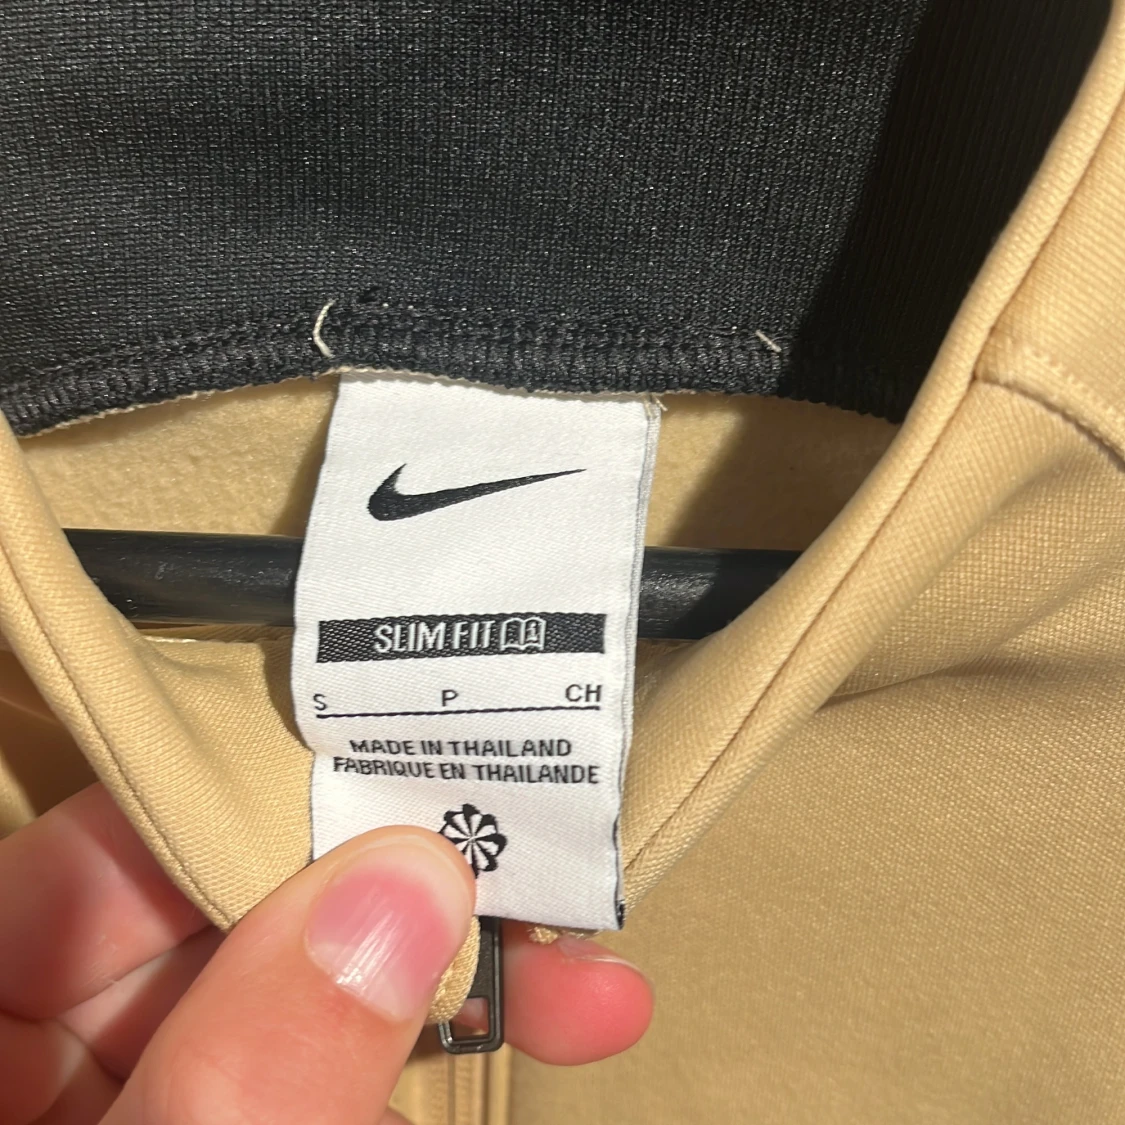 SLIM FIT
S P CH
MADE IN THAILAND
FABRIQUE EN THAILANDE